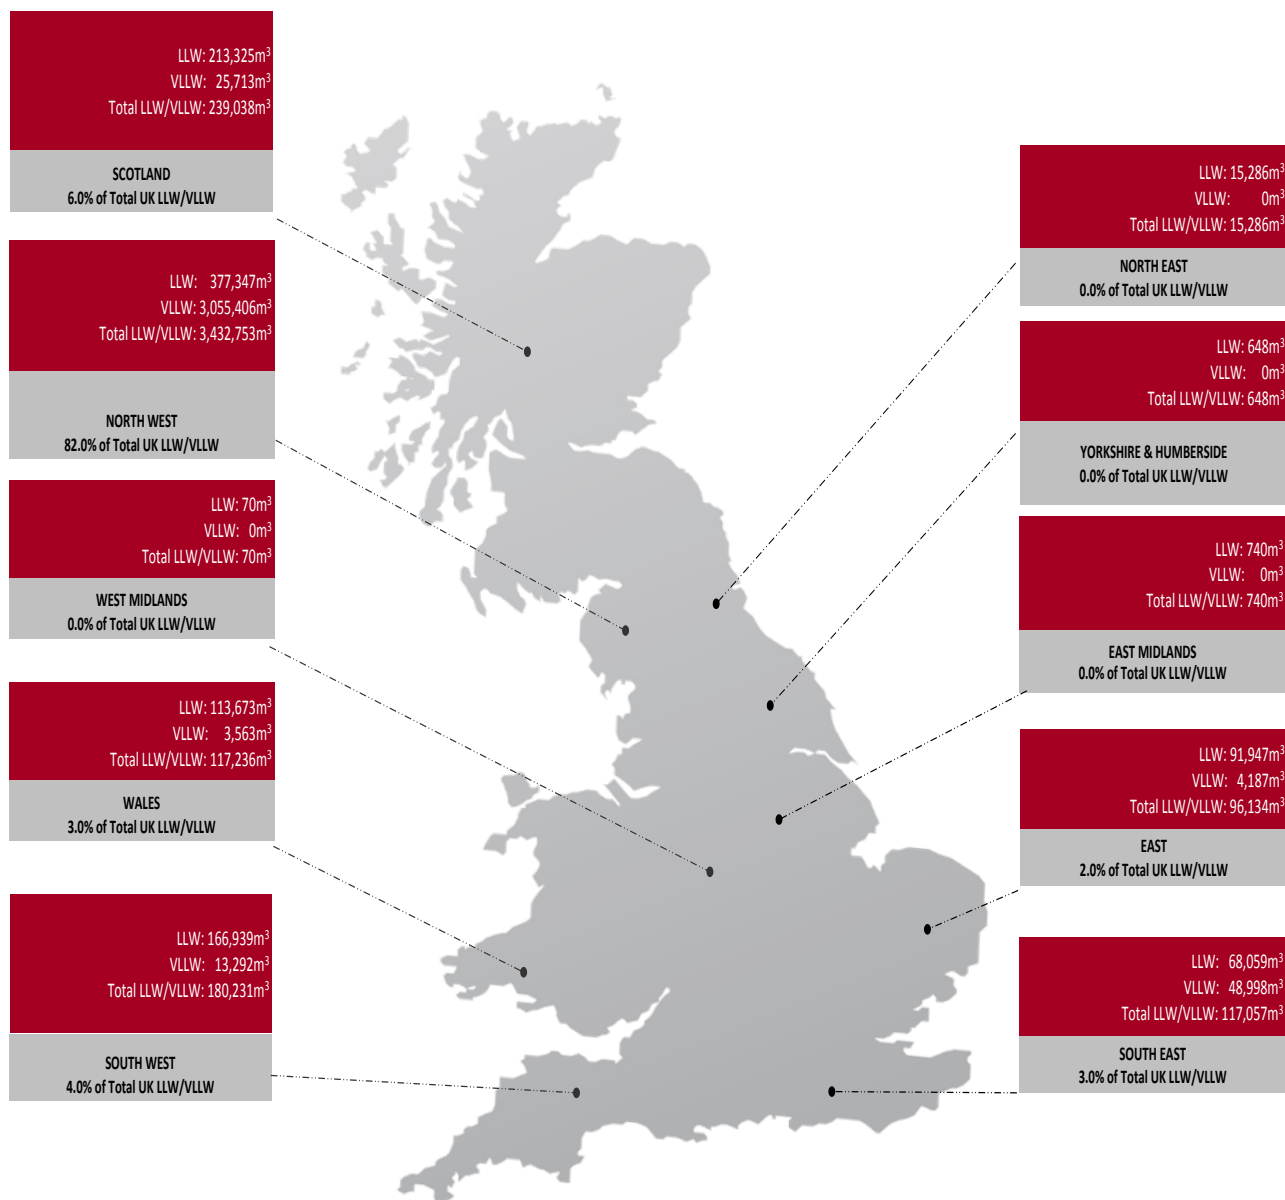 LLW: 213,325m³
VLLW: 25,713m³
Total LLW/VLLW: 239,038m³
SCOTLAND
6.0% of Total UK LLW/VLLW
LLW: 377,347m³
VLLW: 3,055,406m³
Total LLW/VLLW: 3,432,753m³
NORTH WEST
82.0% of Total UK LLW/VLLW
LLW: 70m³
VLLW: 0m³
Total LLW/VLLW: 70m³
WEST MIDLANDS
0.0% of Total UK LLW/VLLW
LLW: 113,673m³
VLLW: 3,563m³
Total LLW/VLLW: 117,236m³
WALES
3.0% of Total UK LLW/VLLW
LLW: 166,939m³
VLLW: 13,292m³
Total LLW/VLLW: 180,231m³
SOUTH WEST
4.0% of Total UK LLW/VLLW
LLW: 15,286m³
VLLW: 0m³
Total LLW/VLLW: 15,286m³
NORTH EAST
0.0% of Total UK LLW/VLLW
LLW: 648m³
VLLW: 0m³
Total LLW/VLLW: 648m³
YORKSHIRE & HUMBERSIDE
0.0% of Total UK LLW/VLLW
LLW: 740m³
VLLW: 0m³
Total LLW/VLLW: 740m³
EAST MIDLANDS
0.0% of Total UK LLW/VLLW
LLW: 91,947m³
VLLW: 4,187m³
Total LLW/VLLW: 96,134m³
EAST
2.0% of Total UK LLW/VLLW
LLW: 68,059m³
VLLW: 48,998m³
Total LLW/VLLW: 117,057m³
SOUTH EAST
3.0% of Total UK LLW/VLLW